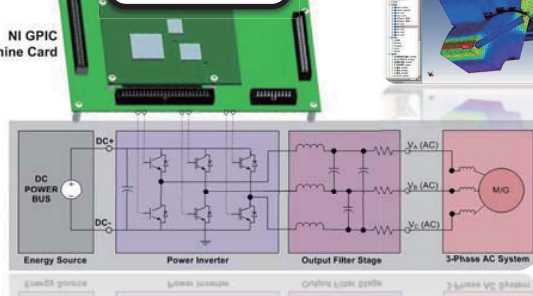 NI GPIC
ine Card
DC+
DC
POWER
BUS
DC-
VA (AC)
VB (AC)
VC (AC)
M/G
Energy Source
Power Inverter
Output Filter Stage
3-Phase AC System